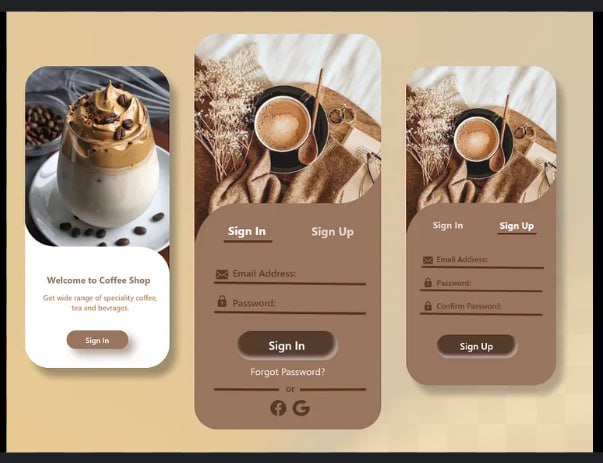 Welcome to Coffee Shop
Get wide range of speciality coffee,
tea and bevrages.
Sign In
Sign In
Sign Up
Email Address:
Password:
Sign In
Forgot Password?
or
Sign In
Sign Up
Email Address:
Password:
Confirm Password:
Sign Up